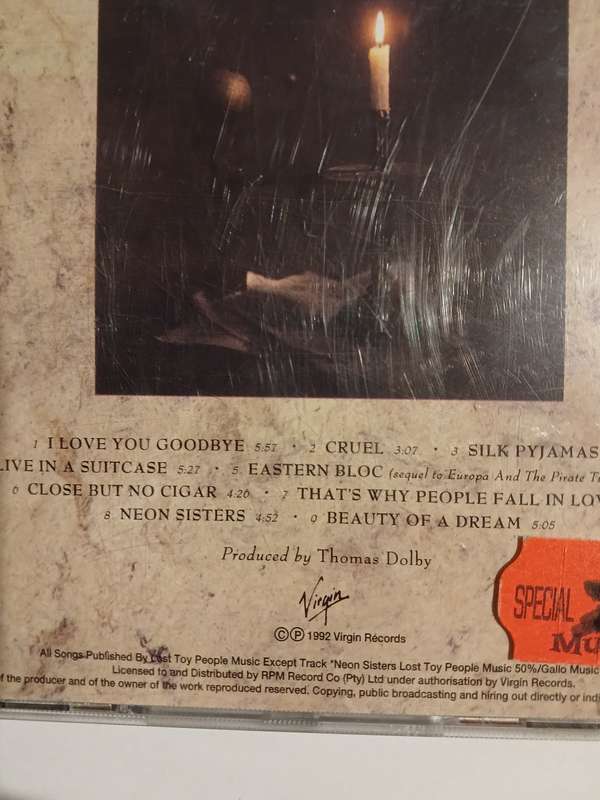 1 I LOVE YOU GOODBYE 5:57 · 2 CRUEL 3:07 · 3 SILK PYJAMAS
LIVE IN A SUITCASE 5:27 · 5 EASTERN BLOC (sequel to Europa And The Pirate
6 CLOSE BUT NO CIGAR 4:26 · 7 THAT'S WHY PEOPLE FALL IN
8 NEON SISTERS 4:52 · 9 BEAUTY OF A DREAM 5:05
Produced by Thomas Dolby
Virgin
©℗ 1992 Virgin Records
SPECIAL
All Songs Published By Lost Toy People Music Except Track *Neon Sisters Lost Toy People Music 50%/Gallo Music
Licensed to and Distributed by RPM Record Co (Pty) Ltd under authorisation by Virgin Records.
of the producer and of the owner of the work reproduced reserved. Copying, public broadcasting and hiring out directly or